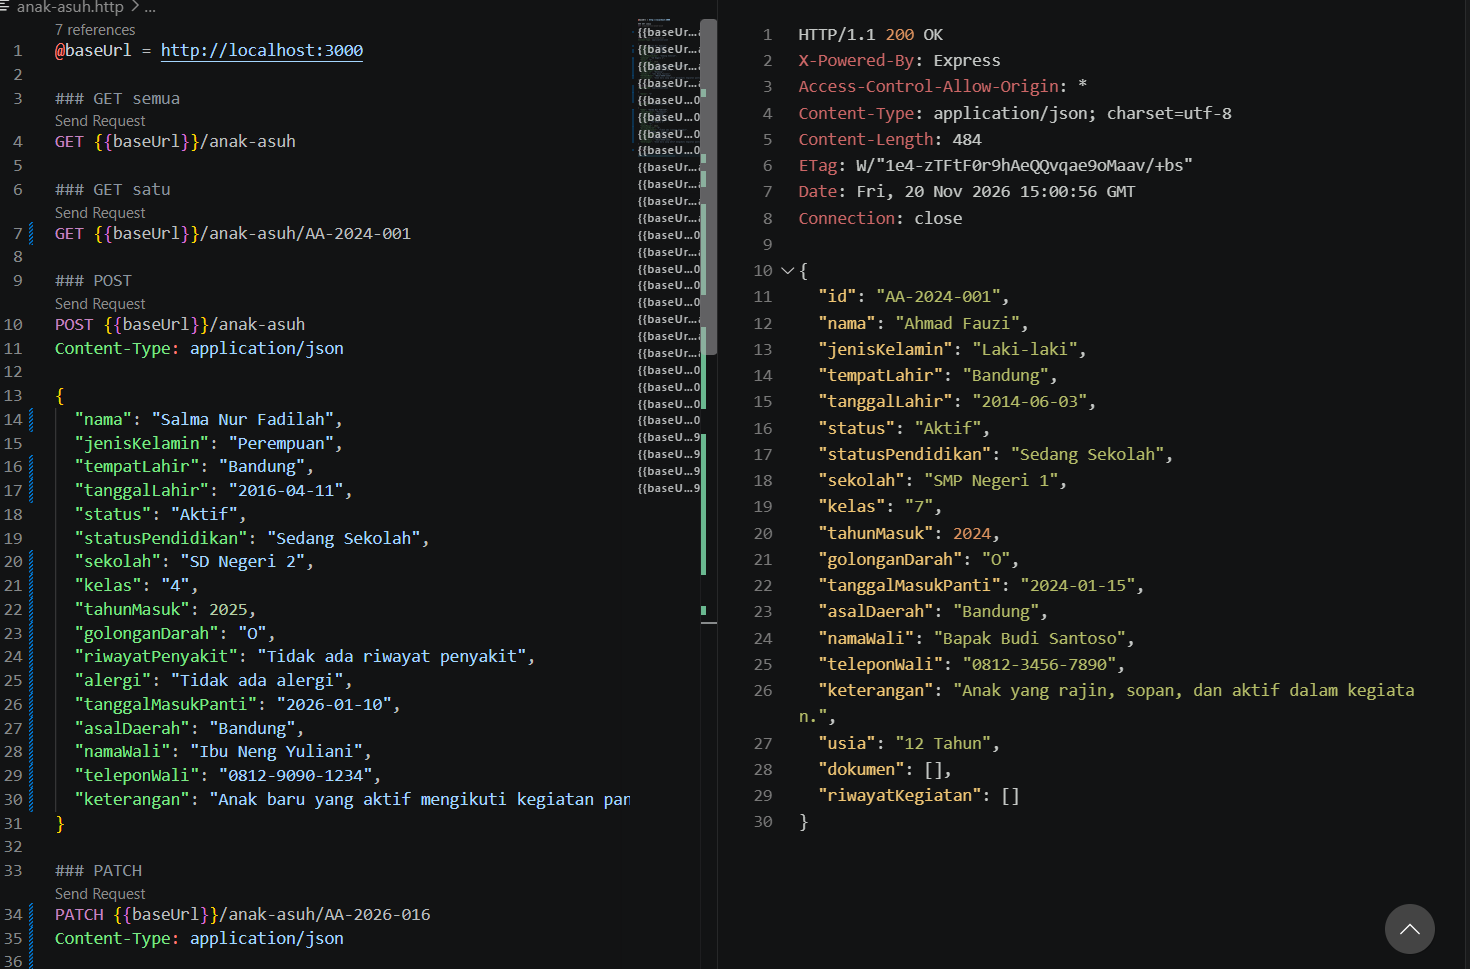 anak-asuh.http > ...
7 references
1 @baseUrl = http://localhost:3000
2
3 ### GET semua
Send Request
4 GET {{baseUrl}}/anak-asuh
5
6 ### GET satu
Send Request
7 GET {{baseUrl}}/anak-asuh/AA-2024-001
8
9 ### POST
Send Request
10 POST {{baseUrl}}/anak-asuh
11 Content-Type: application/json
12
13 {
14 "nama": "Salma Nur Fadilah",
15 "jenisKelamin": "Perempuan",
16 "tempatLahir": "Bandung",
17 "tanggalLahir": "2016-04-11",
18 "status": "Aktif",
19 "statusPendidikan": "Sedang Sekolah",
20 "sekolah": "SD Negeri 2",
21 "kelas": "4",
22 "tahunMasuk": 2025,
23 "golonganDarah": "O",
24 "riwayatPenyakit": "Tidak ada riwayat penyakit",
25 "alergi": "Tidak ada alergi",
26 "tanggalMasukPanti": "2026-01-10",
27 "asalDaerah": "Bandung",
28 "namaWali": "Ibu Neng Yuliani",
29 "teleponWali": "0812-9090-1234",
30 "keterangan": "Anak baru yang aktif mengikuti kegiatan pan
31 }
32
33 ### PATCH
Send Request
34 PATCH {{baseUrl}}/anak-asuh/AA-2026-016
35 Content-Type: application/json
36
1 HTTP/1.1 200 OK
2 X-Powered-By: Express
3 Access-Control-Allow-Origin: *
4 Content-Type: application/json; charset=utf-8
5 Content-Length: 484
6 ETag: W/"1e4-zTFtF0r9hAeQQvqae9oMaav/+bs"
7 Date: Fri, 20 Nov 2026 15:00:56 GMT
8 Connection: close
9
10 {
11 "id": "AA-2024-001",
12 "nama": "Ahmad Fauzi",
13 "jenisKelamin": "Laki-laki",
14 "tempatLahir": "Bandung",
15 "tanggalLahir": "2014-06-03",
16 "status": "Aktif",
17 "statusPendidikan": "Sedang Sekolah",
18 "sekolah": "SMP Negeri 1",
19 "kelas": "7",
20 "tahunMasuk": 2024,
21 "golonganDarah": "O",
22 "tanggalMasukPanti": "2024-01-15",
23 "asalDaerah": "Bandung",
24 "namaWali": "Bapak Budi Santoso",
25 "teleponWali": "0812-3456-7890",
26 "keterangan": "Anak yang rajin, sopan, dan aktif dalam kegiata
n.",
27 "usia": "12 Tahun",
28 "dokumen": [],
29 "riwayatKegiatan": []
30 }